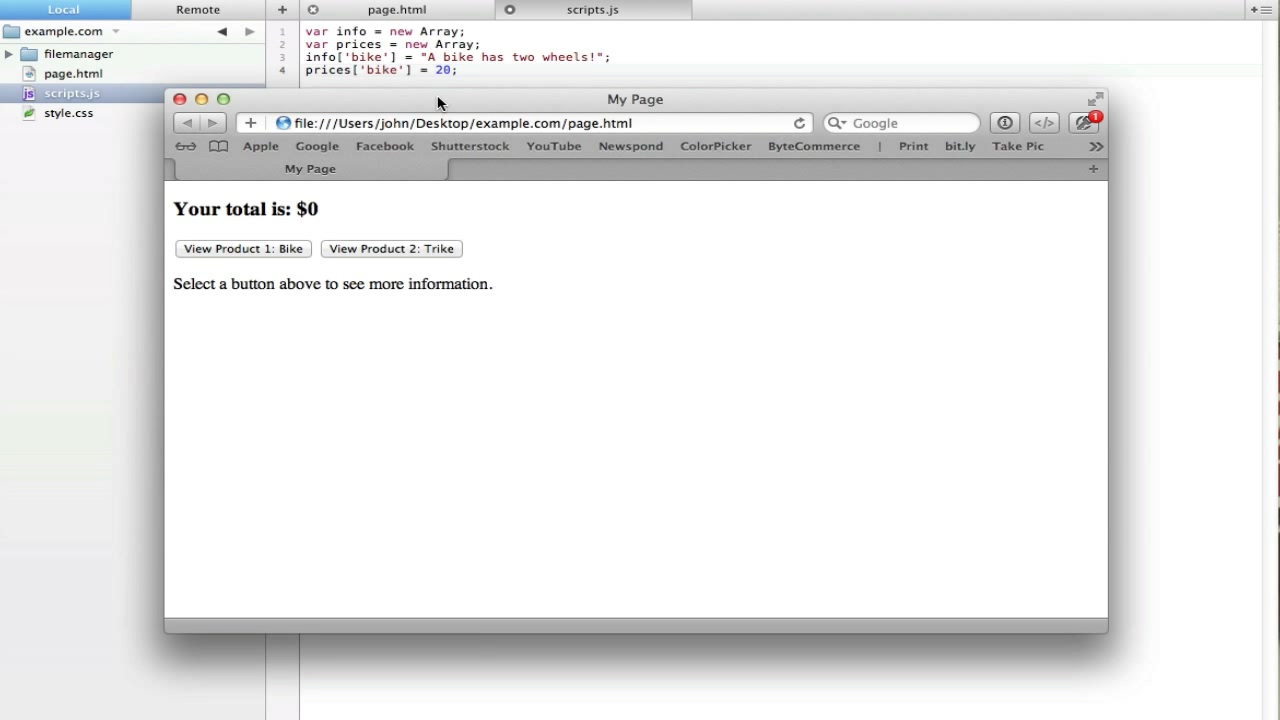 Local Remote + page.html scripts.js
example.com
filemanager
page.html
scripts.js
style.css
1 var info = new Array;
2 var prices = new Array;
3 info['bike'] = "A bike has two wheels!";
4 prices['bike'] = 20;
My Page
file:///Users/john/Desktop/example.com/page.html Google </> 1
Apple Google Facebook Shutterstock YouTube Newspond ColorPicker ByteCommerce | Print bit.ly Take Pic >>
My Page +
Your total is: $0
View Product 1: Bike View Product 2: Trike
Select a button above to see more information.